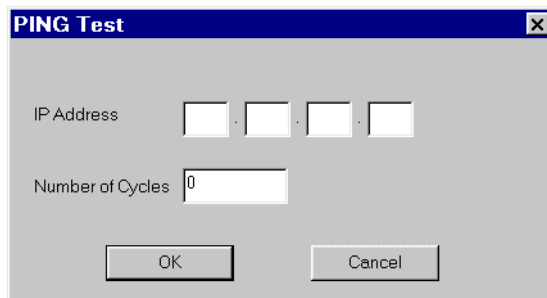 PING Test
IP Address . . .
Number of Cycles 0
OK Cancel